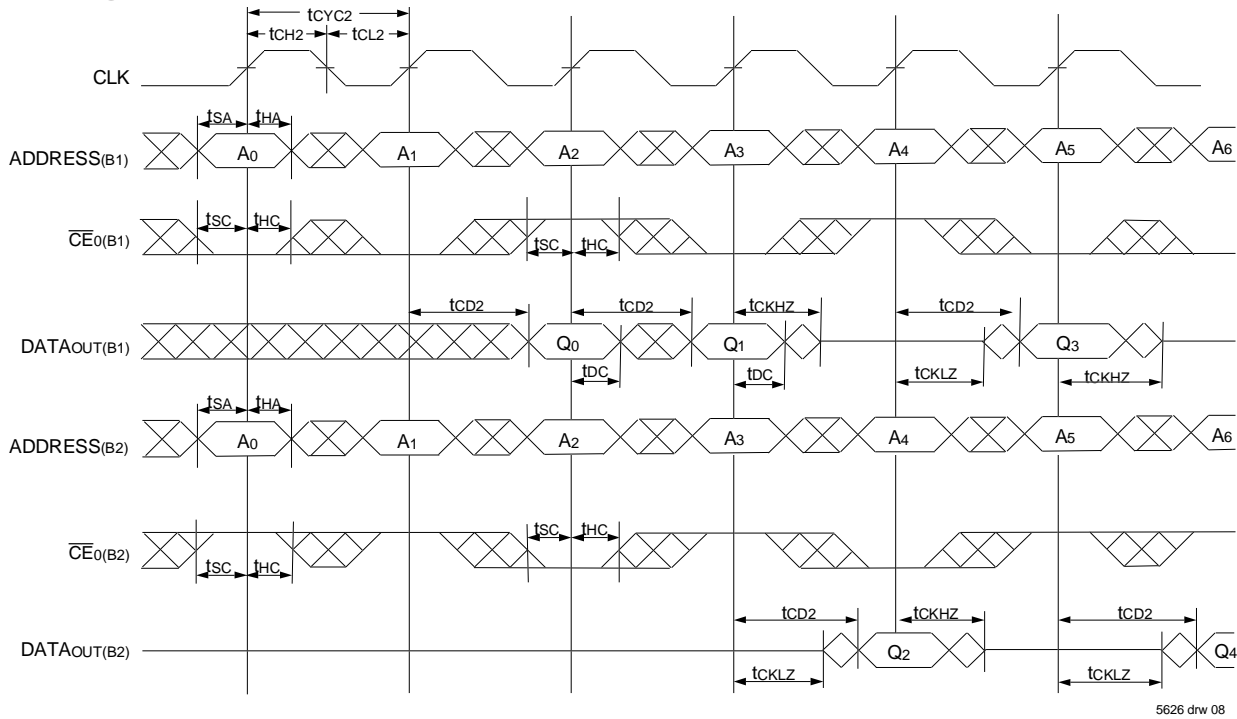 tCYC2
tCH2 tCL2
CLK
tSA tHA
ADDRESS(B1) A0 A1 A2 A3 A4 A5 A6
tSC tHC
CE0(B1)
tSC tHC
tCD2 tCD2 tCKHZ tCD2
DATAOUT(B1) Q0 Q1 Q3
tDC tDC tCKLZ tCKHZ
tSA tHA
ADDRESS(B2) A0 A1 A2 A3 A4 A5 A6
tSC tHC
CE0(B2)
tSC tHC
tCD2 tCKHZ tCD2
DATAOUT(B2) Q2 Q4
tCKLZ tCKLZ
5626 drw 08